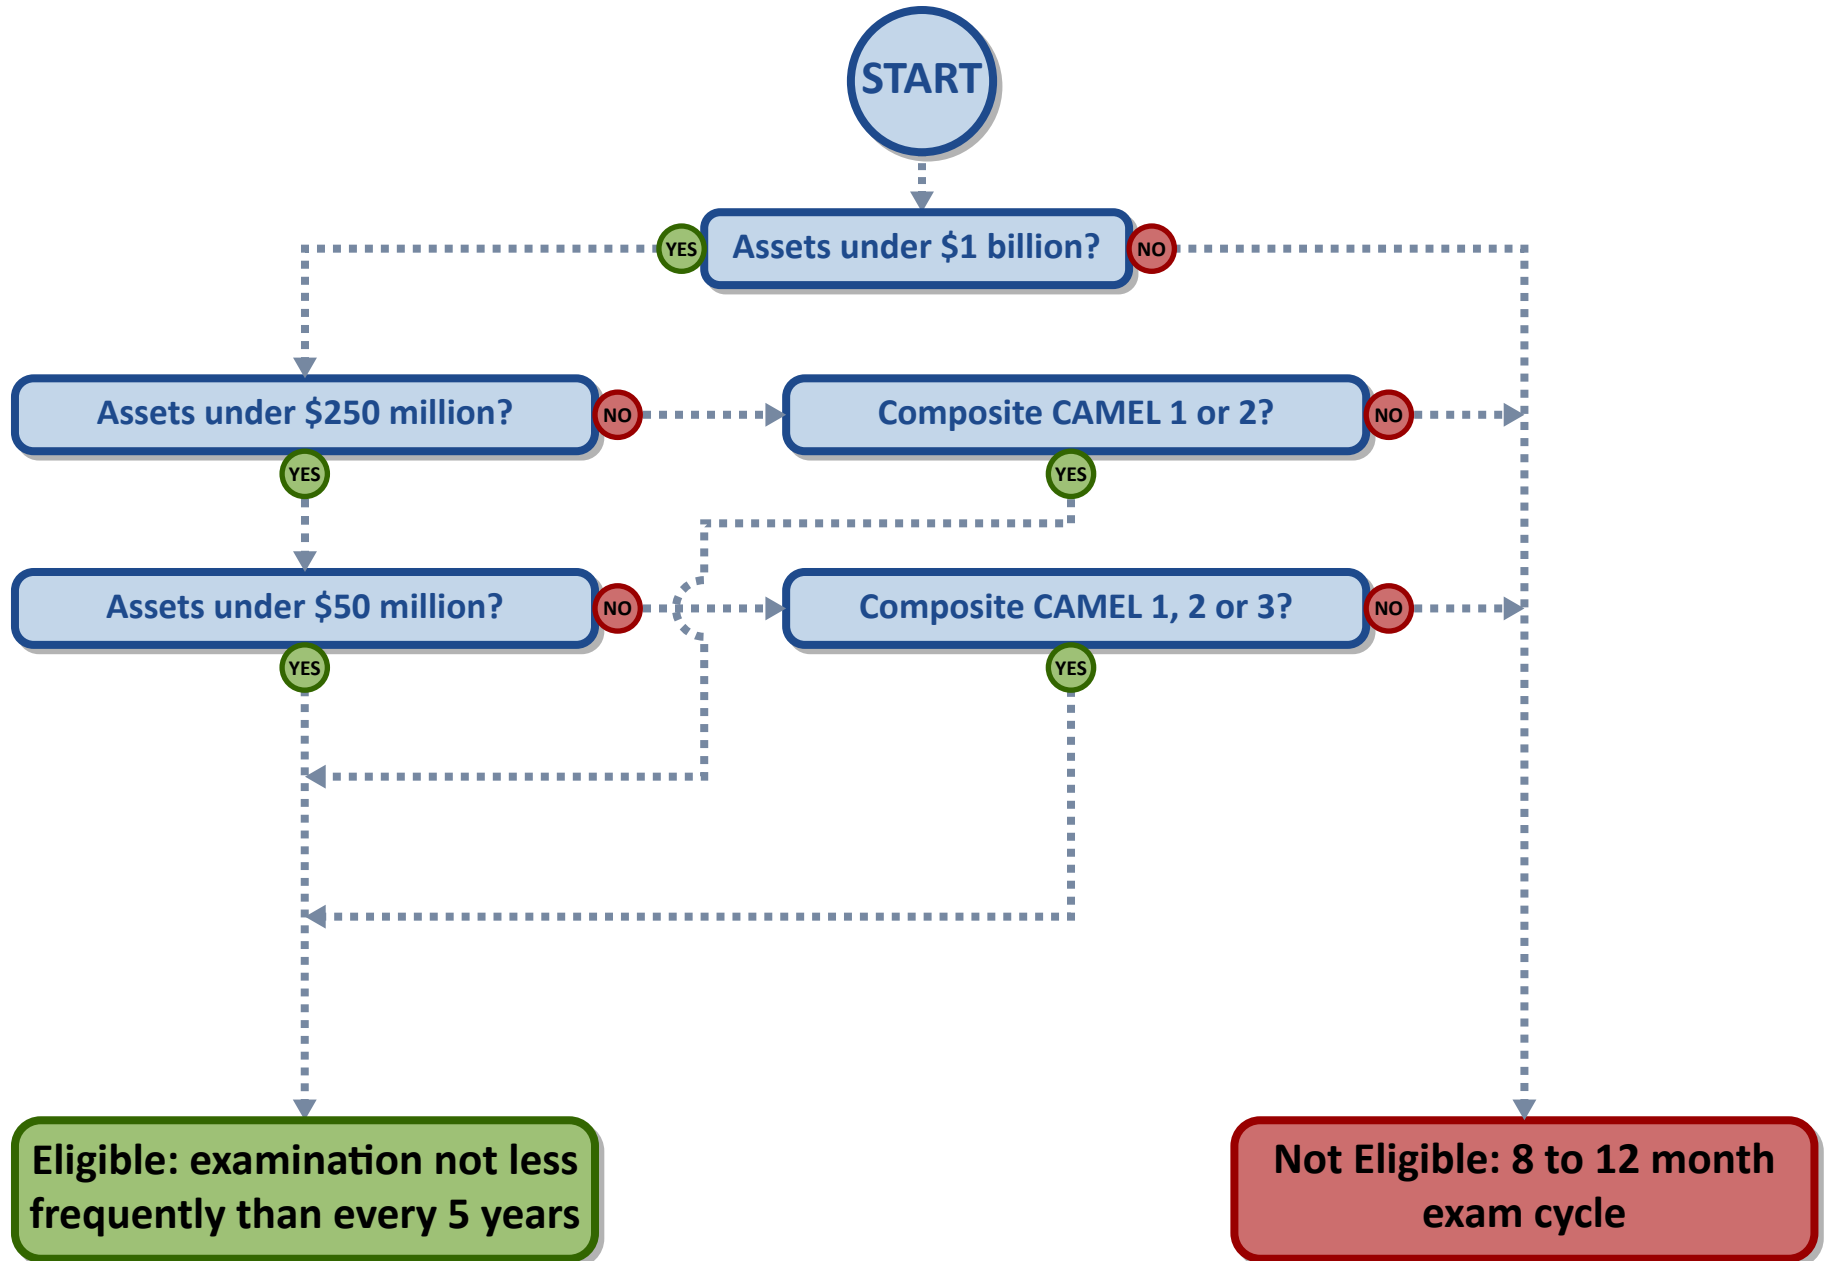 START
Assets under $1 billion?
YES
NO
Assets under $250 million?
NO
YES
Composite CAMEL 1 or 2?
NO
YES
Assets under $50 million?
NO
YES
Composite CAMEL 1, 2 or 3?
NO
YES
Eligible: examination not less
frequently than every 5 years
Not Eligible: 8 to 12 month
exam cycle